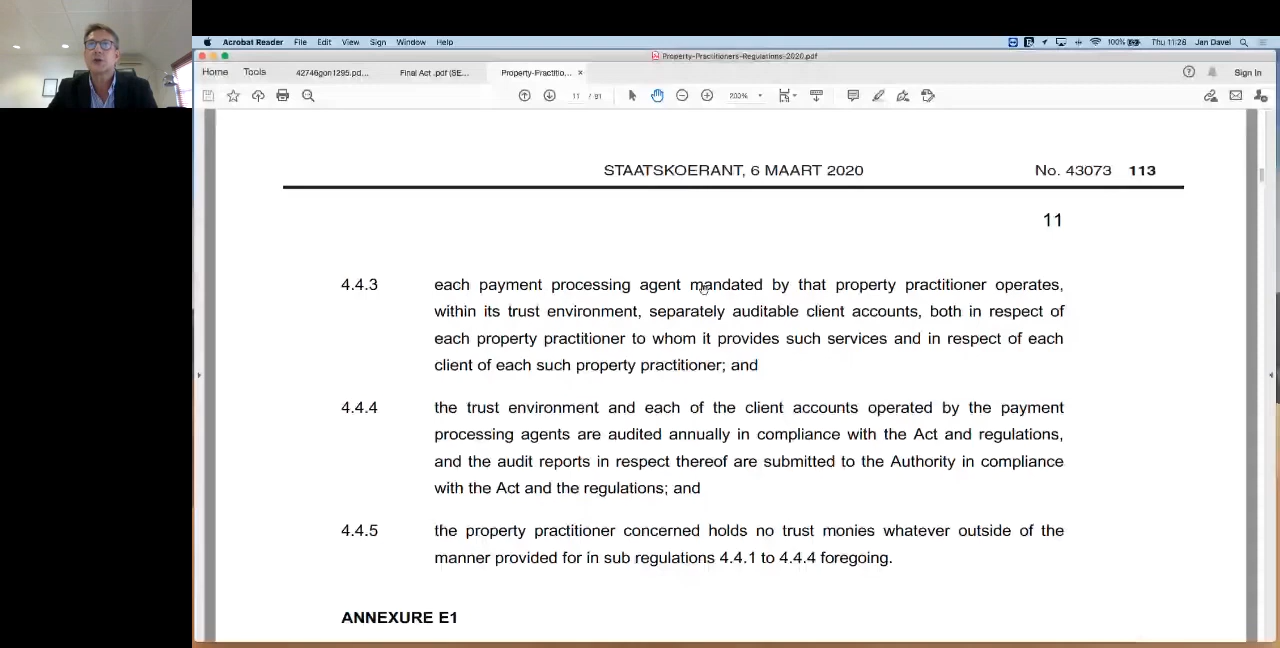 Acrobat Reader File Edit View Sign Window Help 100% Thu 11:28 Jan Davel
Property-Practitioners-Regulations-2020.pdf
Home Tools 42746gon1295.pd... Final Act .pdf (SE... Property-Practitio... × Sign In
11 / 91 200%
STAATSKOERANT, 6 MAART 2020 No. 43073 113
11
4.4.3 each payment processing agent mandated by that property practitioner operates,
within its trust environment, separately auditable client accounts, both in respect of
each property practitioner to whom it provides such services and in respect of each
client of each such property practitioner; and
4.4.4 the trust environment and each of the client accounts operated by the payment
processing agents are audited annually in compliance with the Act and regulations,
and the audit reports in respect thereof are submitted to the Authority in compliance
with the Act and the regulations; and
4.4.5 the property practitioner concerned holds no trust monies whatever outside of the
manner provided for in sub regulations 4.4.1 to 4.4.4 foregoing.
ANNEXURE E1